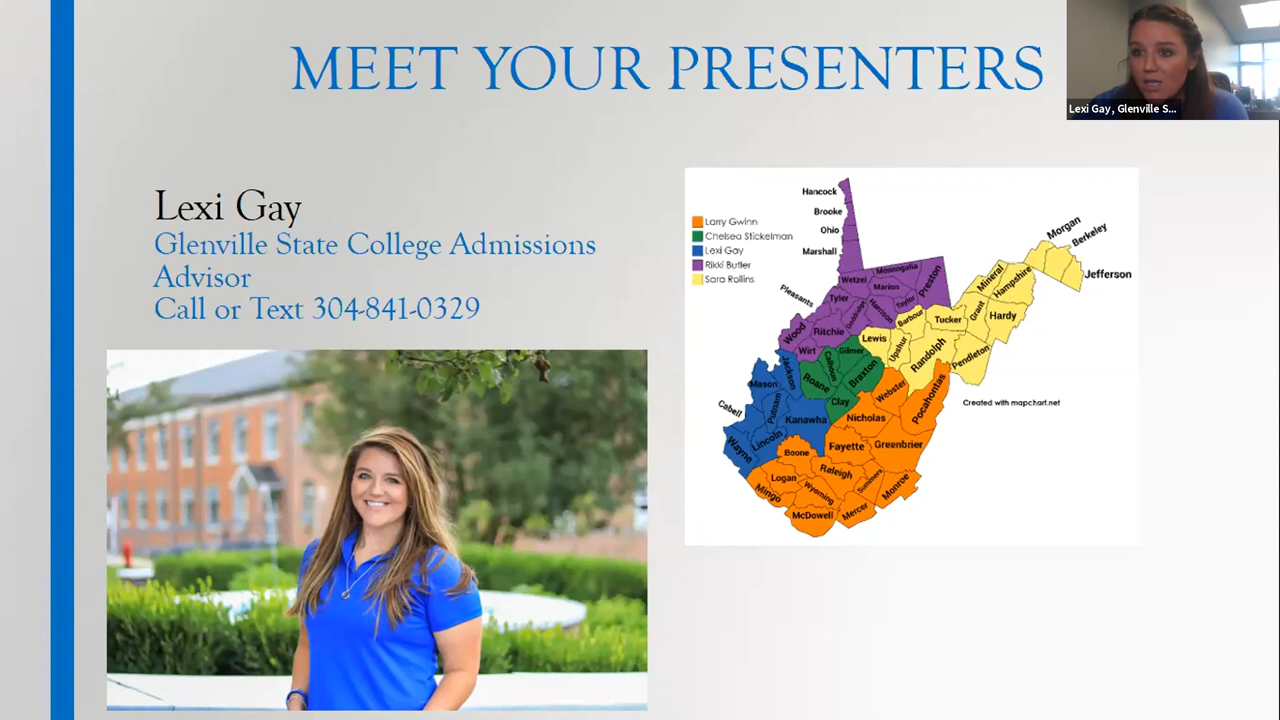 MEET YOUR PRESENTERS
Lexi Gay, Glenville S...
Lexi Gay
Glenville State College Admissions
Advisor
Call or Text 304-841-0329
Larry Gwinn
Chelsea Stickelman
Lexi Gay
Rikki Butler
Sara Rollins
Hancock
Brooke
Ohio
Marshall
Morgan
Berkeley
Jefferson
Wetzel
Monongalia
Marion
Preston
Mineral
Hampshire
Pleasants
Tyler
Doddridge
Harrison
Taylor
Barbour
Tucker
Grant
Hardy
Wood
Ritchie
Wirt
Lewis
Upshur
Randolph
Pendleton
Gilmer
Calhoun
Roane
Braxton
Clay
Webster
Pocahontas
Created with mapchart.net
Jackson
Mason
Putnam
Cabell
Kanawha
Nicholas
Wayne
Lincoln
Boone
Fayette
Greenbrier
Logan
Raleigh
Summers
Monroe
Mingo
Wyoming
McDowell
Mercer